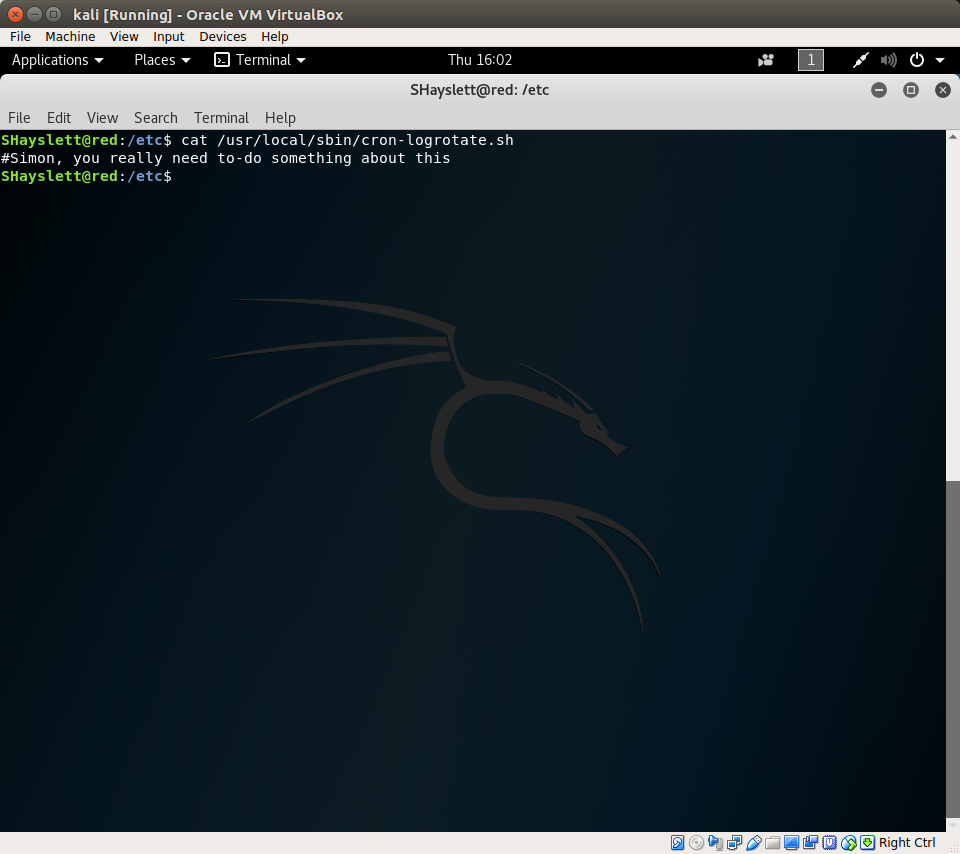 kali [Running] - Oracle VM VirtualBox
File Machine View Input Devices Help
Applications Places Terminal Thu 16:02 1
SHayslett@red: /etc
File Edit View Search Terminal Help
SHayslett@red:/etc$ cat /usr/local/sbin/cron-logrotate.sh
#Simon, you really need to-do something about this
SHayslett@red:/etc$
Right Ctrl